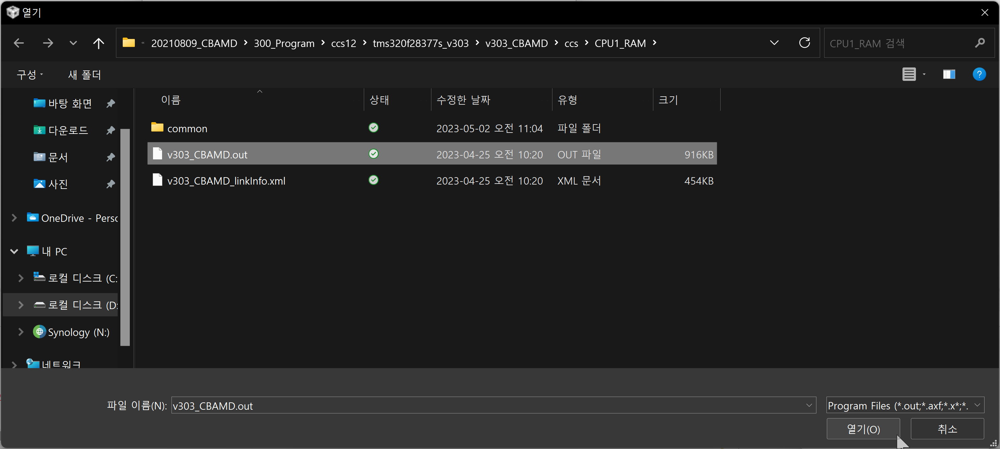 열기
« 20210809_CBAMD > 300_Program > ccs12 > tms320f28377s_v303 > v303_CBAMD > ccs > CPU1_RAM >
CPU1_RAM 검색
구성
새 폴더
?
바탕 화면
다운로드
문서
사진
OneDrive - Perso
내 PC
로컬 디스크 (C:
로컬 디스크 (D:
Synology (N:)
네트워크
이름 상태 수정한 날짜 유형 크기
common 2023-05-02 오전 11:04 파일 폴더
v303_CBAMD.out 2023-04-25 오전 10:20 OUT 파일 916KB
v303_CBAMD_linkInfo.xml 2023-04-25 오전 10:20 XML 문서 454KB
파일 이름(N): v303_CBAMD.out
Program Files (*.out;*.axf;*.x*;*.
열기(O)
취소